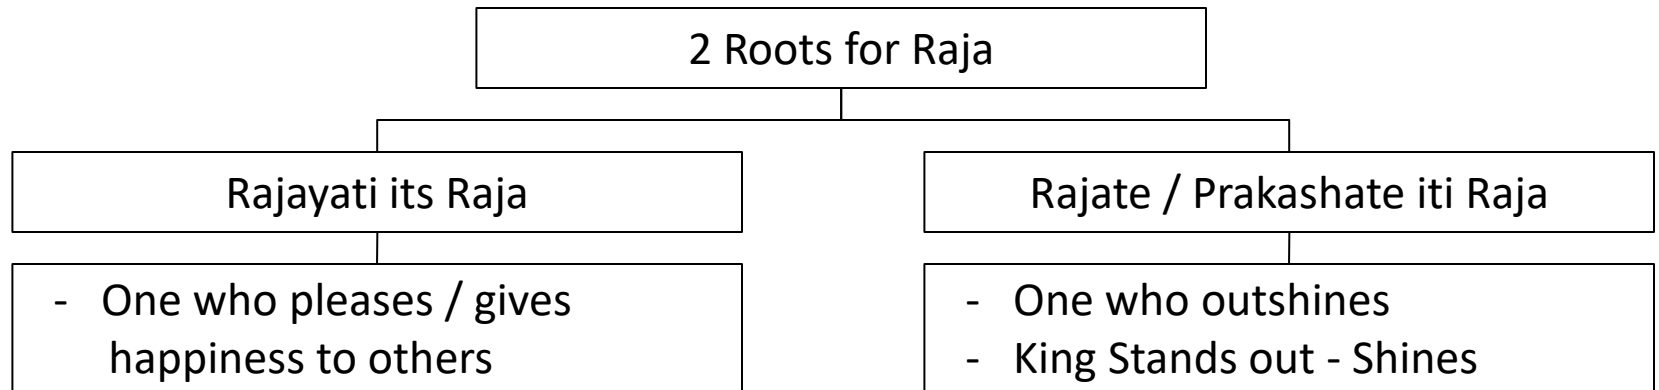 2 Roots for Raja
Rajayati its Raja
- One who pleases / gives
happiness to others
Rajate / Prakashate iti Raja
- One who outshines
- King Stands out - Shines